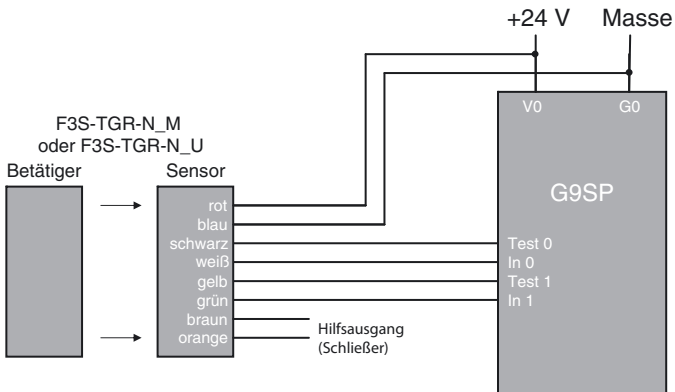 +24 V Masse
V0 G0
F3S-TGR-N_M
oder F3S-TGR-N_U
Betätiger Sensor
G9SP
rot
blau
schwarz
weiß
gelb
grün
braun
orange
Test 0
In 0
Test 1
In 1
Hilfsausgang
(Schließer)